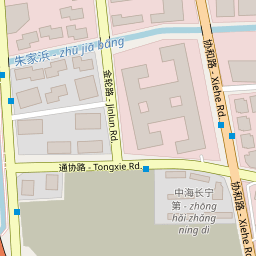 朱家浜 - zhū jiā bāng
金轮路 - Jinlun Rd.
协和路 - Xiehe Rd.
通协路 - Tongxie Rd.
协和路 - Xiehe Rd.
中海长宁
第 - zhōng
hǎi zhǎng
níng dì